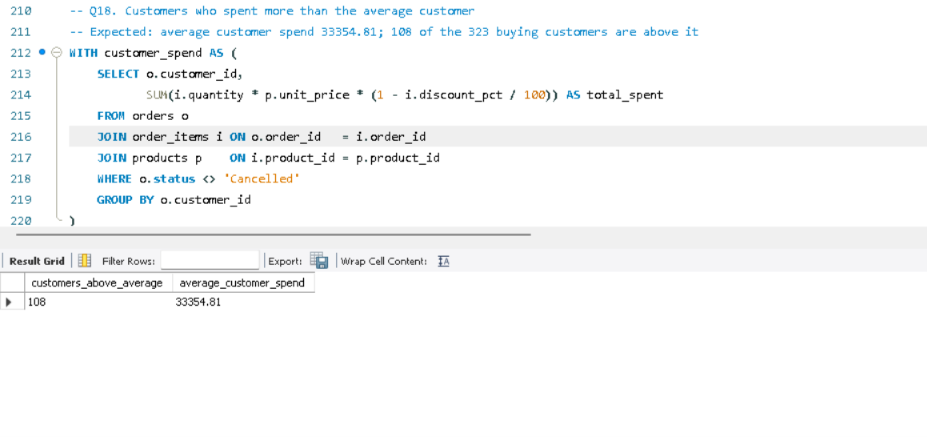 210 -- Q18. Customers who spent more than the average customer
211 -- Expected: average customer spend 33354.81; 108 of the 323 buying customers are above it
212 WITH customer_spend AS (
213 SELECT o.customer_id,
214 SUM(i.quantity * p.unit_price * (1 - i.discount_pct / 100)) AS total_spent
215 FROM orders o
216 JOIN order_items i ON o.order_id = i.order_id
217 JOIN products p ON i.product_id = p.product_id
218 WHERE o.status <> 'Cancelled'
219 GROUP BY o.customer_id
220 )
Result Grid Filter Rows: Export: Wrap Cell Content: IA
customers_above_average average_customer_spend
108 33354.81